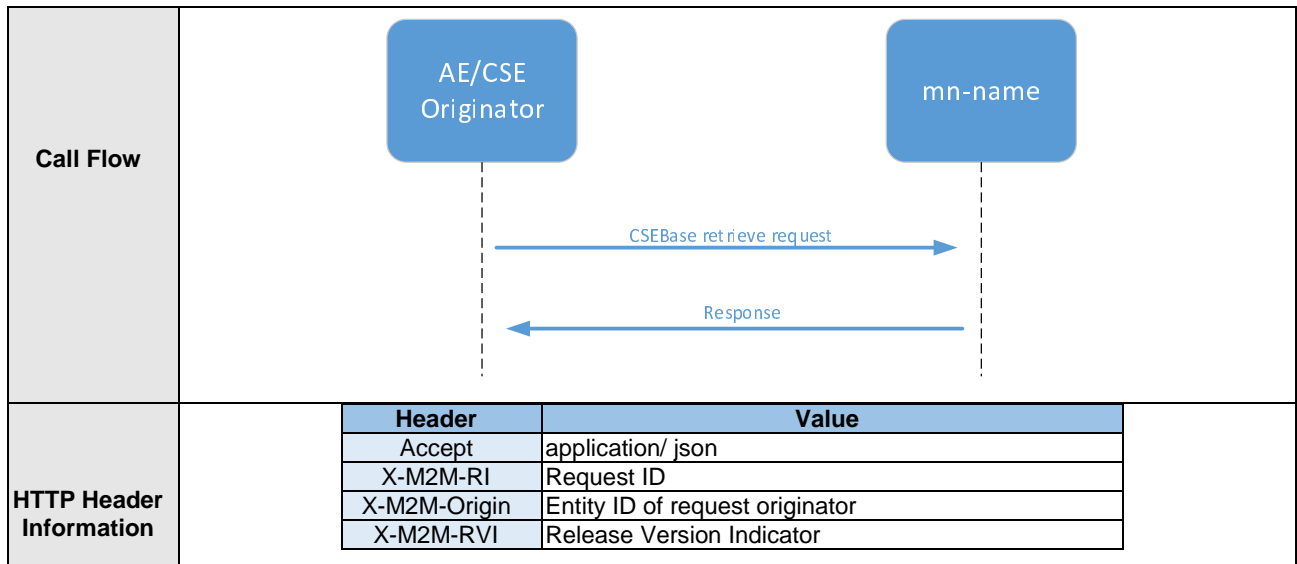 AE/CSE
Originator
mn-name
Call Flow
CSEBase retrieve request
Response
Header Value
Accept application/ json
X-M2M-RI Request ID
X-M2M-Origin Entity ID of request originator
X-M2M-RVI Release Version Indicator
HTTP Header
Information